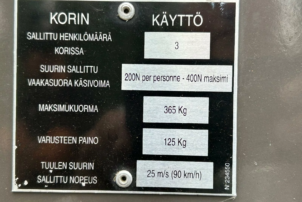 KORIN KÄYTTÖ
SALLITTU HENKILÖMÄÄRÄ
KORISSA
3
SUURIN SALLITTU
VAAKASUORA KÄSIVOIMA
200N per personne - 400N maksimi
MAKSIMUKUORMA
365 Kg
VARUSTEEN PAINO
125 Kg
TUULEN SUURIN
SALLITTU NOPEUS
25 m/s (90 km/h)